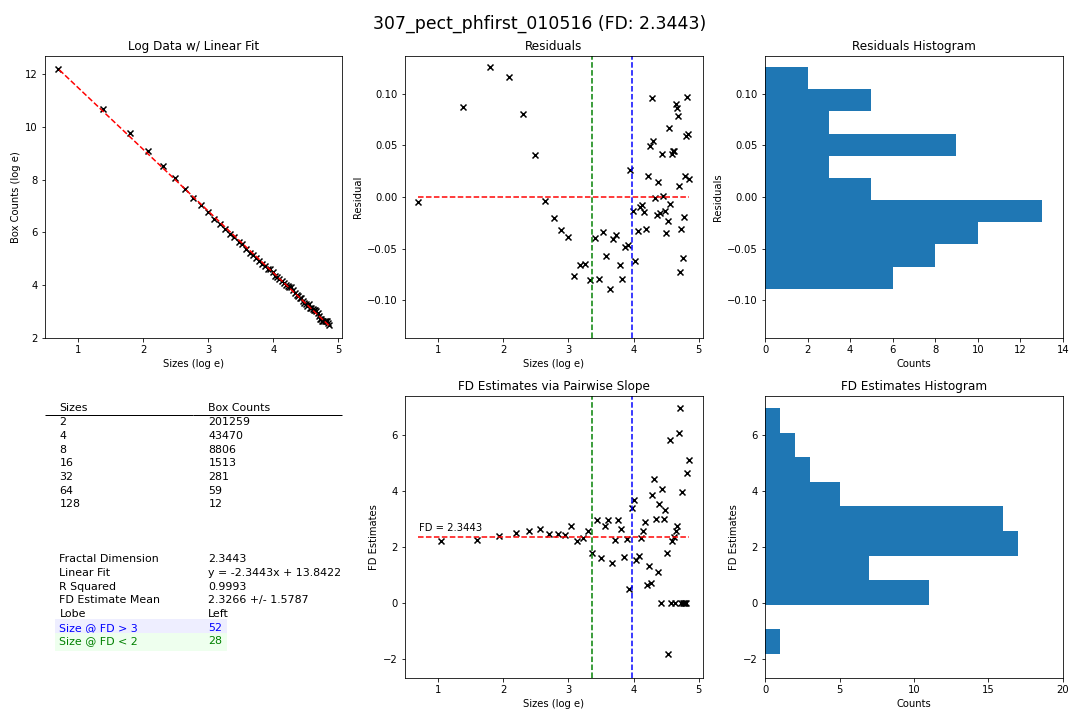 307_pect_phfirst_010516 (FD: 2.3443)
Log Data w/ Linear Fit
12
10
8
6
4
2
1 2 3 4 5
Box Counts (log e)
Sizes (log e)
Residuals
0.10
0.05
0.00
−0.05
−0.10
1 2 3 4 5
Residual
Sizes (log e)
Residuals Histogram
0.10
0.05
0.00
−0.05
−0.10
0 2 4 6 8 10 12 14
Residuals
Counts
Sizes Box Counts
2 201259
4 43470
8 8806
16 1513
32 281
64 59
128 12
Fractal Dimension 2.3443
Linear Fit y = -2.3443x + 13.8422
R Squared 0.9993
FD Estimate Mean 2.3266 +/- 1.5787
Lobe Left
Size @ FD > 3 52
Size @ FD < 2 28
FD Estimates via Pairwise Slope
6
4
2
0
−2
1 2 3 4 5
FD = 2.3443
FD Estimates
Sizes (log e)
FD Estimates Histogram
6
4
2
0
−2
0 5 10 15 20
FD Estimates
Counts